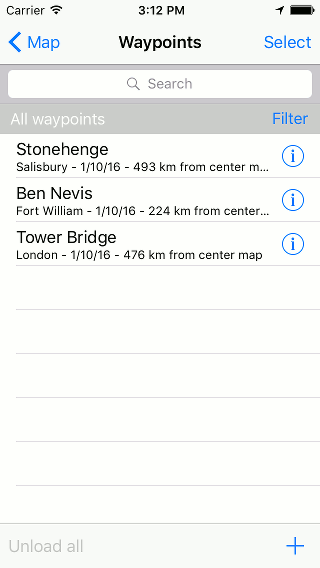 Carrier 3:12 PM
Map Waypoints Select
Search
All waypoints Filter
Stonehenge
Salisbury - 1/10/16 - 493 km from center m...
Ben Nevis
Fort William - 1/10/16 - 224 km from center...
Tower Bridge
London - 1/10/16 - 476 km from center map
Unload all